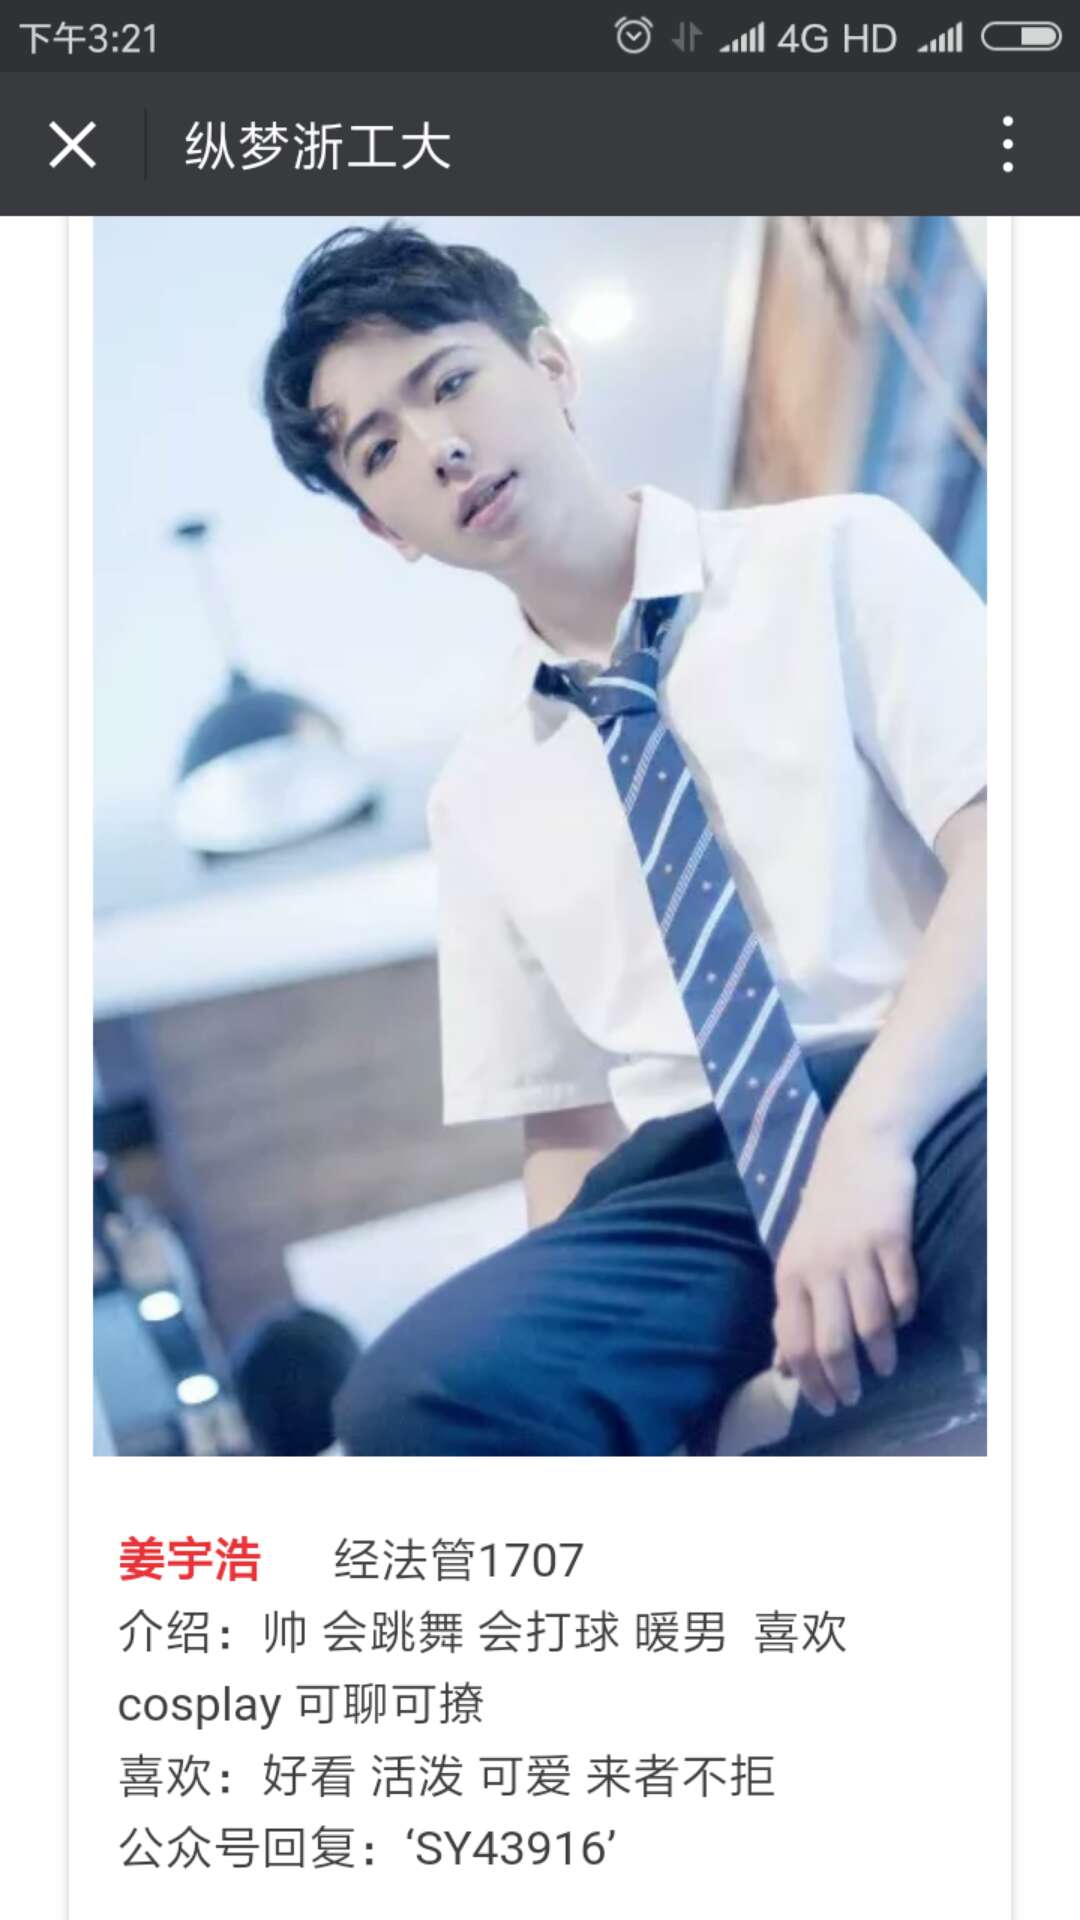 下午3:21
4G HD
纵梦浙工大
姜宇浩 经法管1707
介绍：帅 会跳舞 会打球 暖男 喜欢
cosplay 可聊可撩
喜欢：好看 活泼 可爱 来者不拒
公众号回复：‘SY43916’